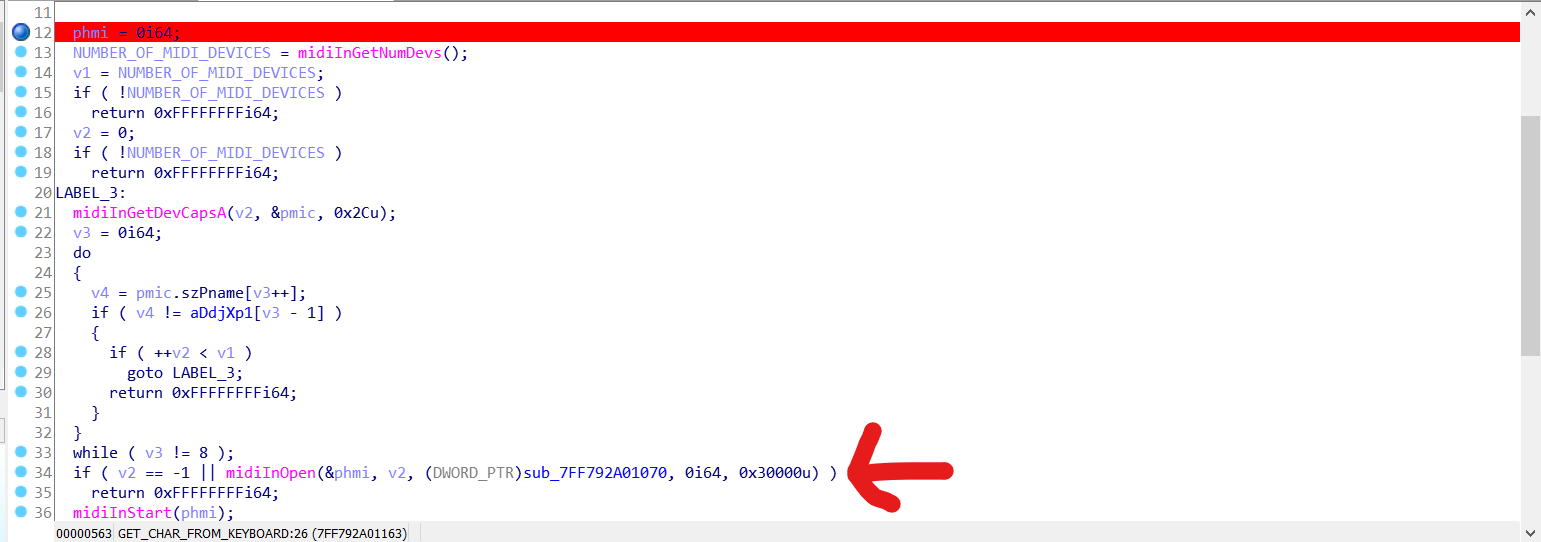 11
12 phmi = 0i64;
13 NUMBER_OF_MIDI_DEVICES = midiInGetNumDevs();
14 v1 = NUMBER_OF_MIDI_DEVICES;
15 if ( !NUMBER_OF_MIDI_DEVICES )
16 return 0xFFFFFFFFi64;
17 v2 = 0;
18 if ( !NUMBER_OF_MIDI_DEVICES )
19 return 0xFFFFFFFFi64;
20 LABEL_3:
21 midiInGetDevCapsA(v2, &pmic, 0x2Cu);
22 v3 = 0i64;
23 do
24 {
25 v4 = pmic.szPname[v3++];
26 if ( v4 != aDdjXp1[v3 - 1] )
27 {
28 if ( ++v2 < v1 )
29 goto LABEL_3;
30 return 0xFFFFFFFFi64;
31 }
32 }
33 while ( v3 != 8 );
34 if ( v2 == -1 || midiInOpen(&phmi, v2, (DWORD_PTR)sub_7FF792A01070, 0i64, 0x30000u) )
35 return 0xFFFFFFFFi64;
36 midiInStart(phmi);
00000563 GET_CHAR_FROM_KEYBOARD:26 (7FF792A01163)